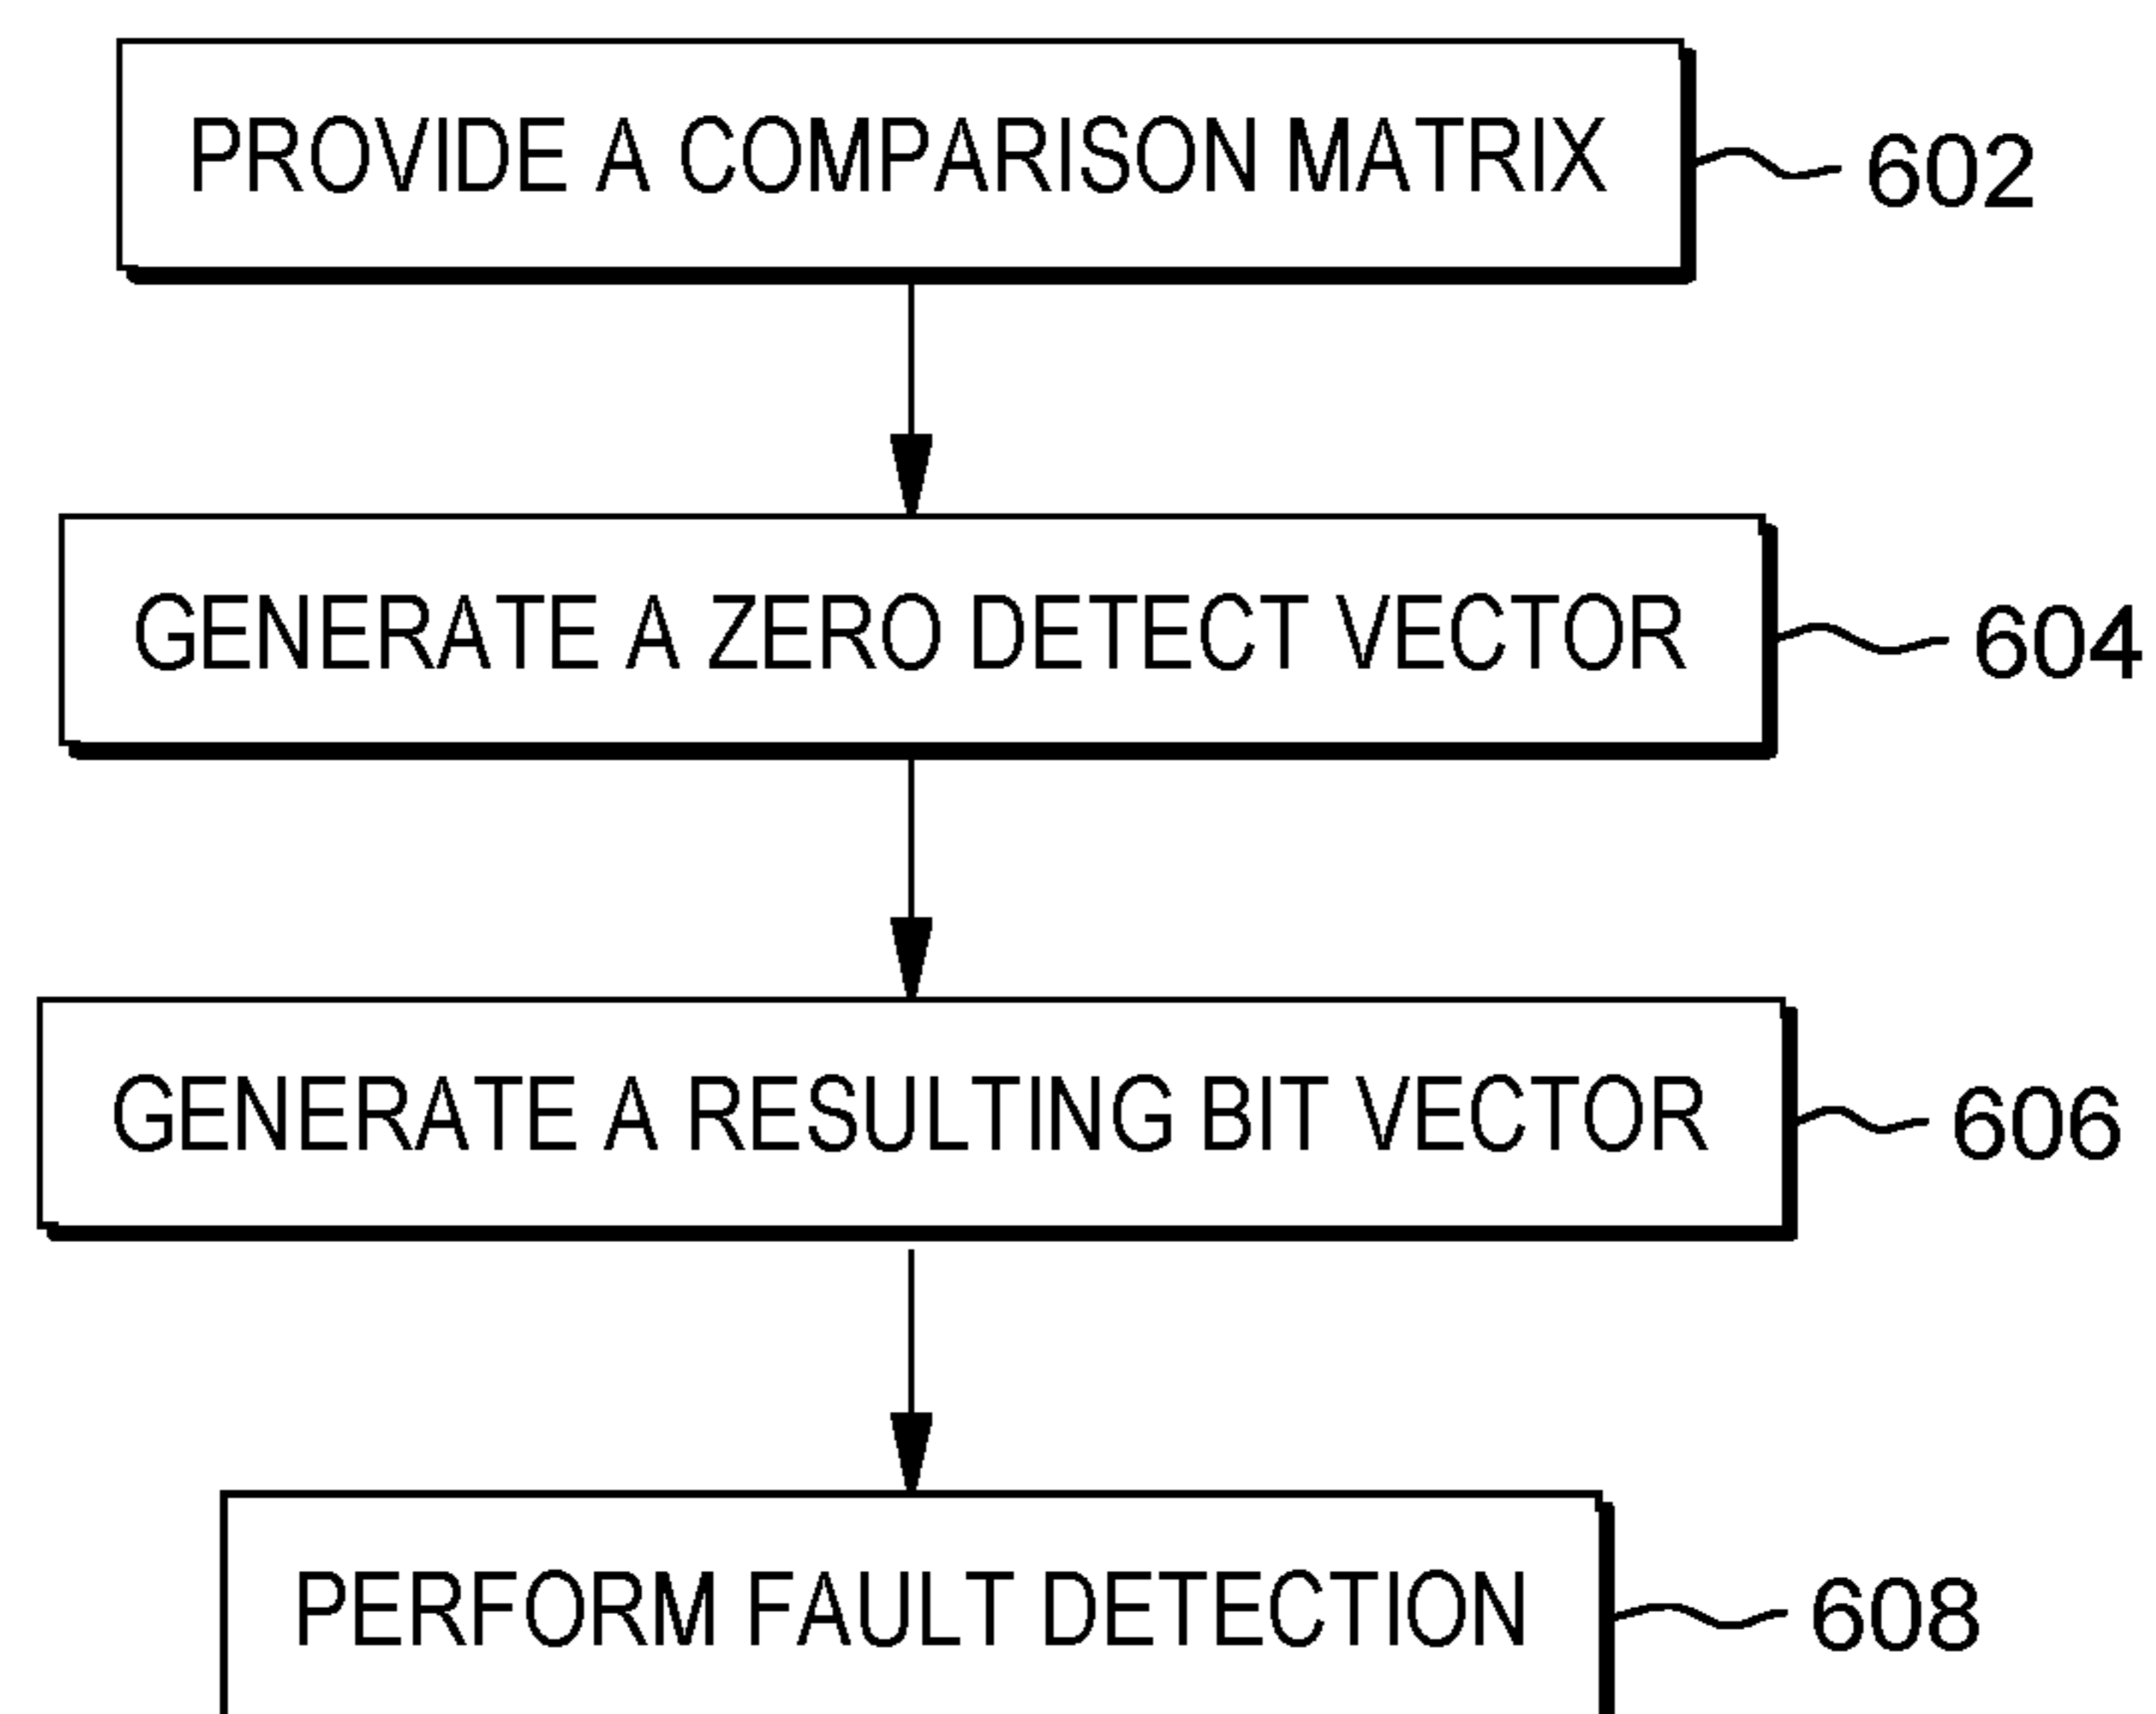 PROVIDE A COMPARISON MATRIX 602
GENERATE A ZERO DETECT VECTOR 604
GENERATE A RESULTING BIT VECTOR 606
PERFORM FAULT DETECTION 608